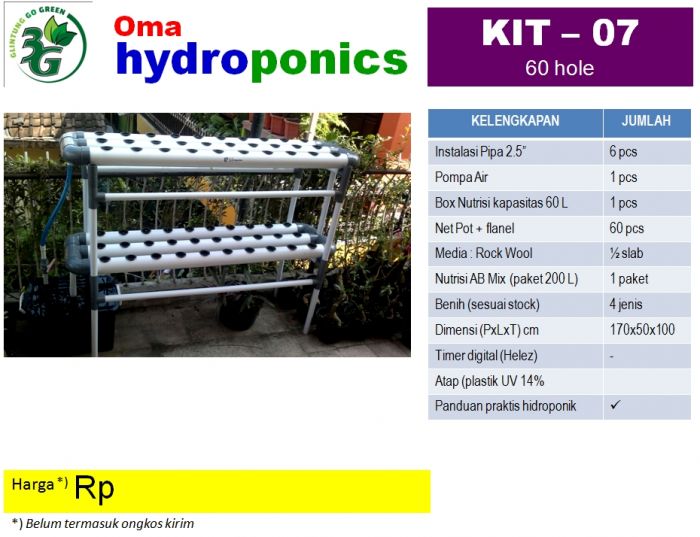 GLINTUNG GO GREEN
3G
Oma
hydroponics
KIT – 07
60 hole
KELENGKAPAN JUMLAH
Instalasi Pipa 2.5" 6 pcs
Pompa Air 1 pcs
Box Nutrisi kapasitas 60 L 1 pcs
Net Pot + flanel 60 pcs
Media : Rock Wool ½ slab
Nutrisi AB Mix (paket 200 L) 1 paket
Benih (sesuai stock) 4 jenis
Dimensi (PxLxT) cm 170x50x100
Timer digital (Helez) -
Atap (plastik UV 14%
Panduan praktis hidroponik ✓
Harga *) Rp
*) Belum termasuk ongkos kirim